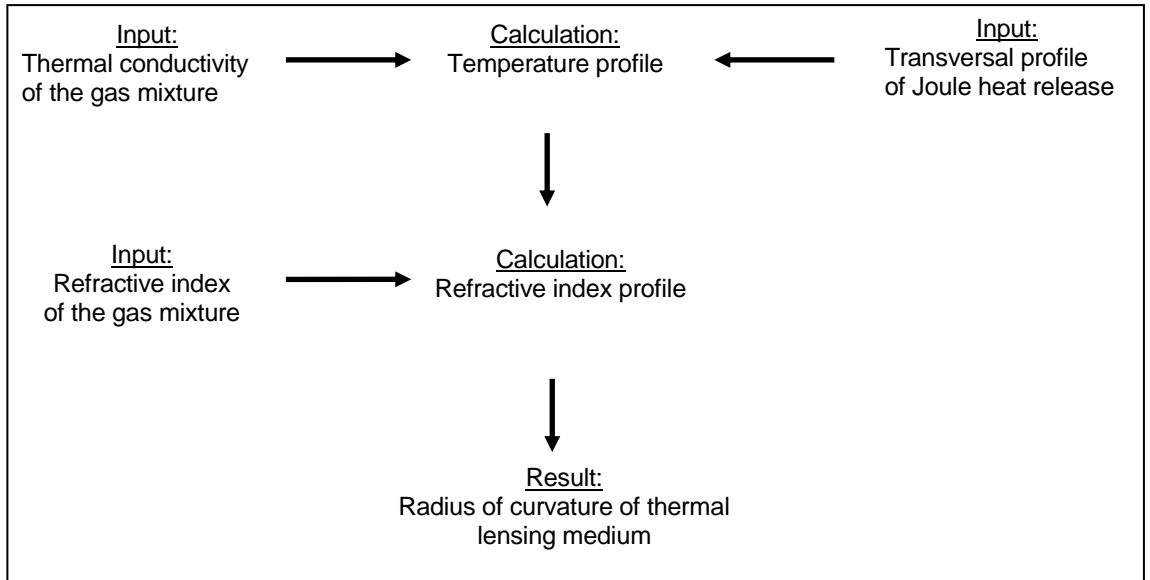 Input:
Thermal conductivity
of the gas mixture
Calculation:
Temperature profile
Input:
Transversal profile
of Joule heat release
Input:
Refractive index
of the gas mixture
Calculation:
Refractive index profile
Result:
Radius of curvature of thermal
lensing medium